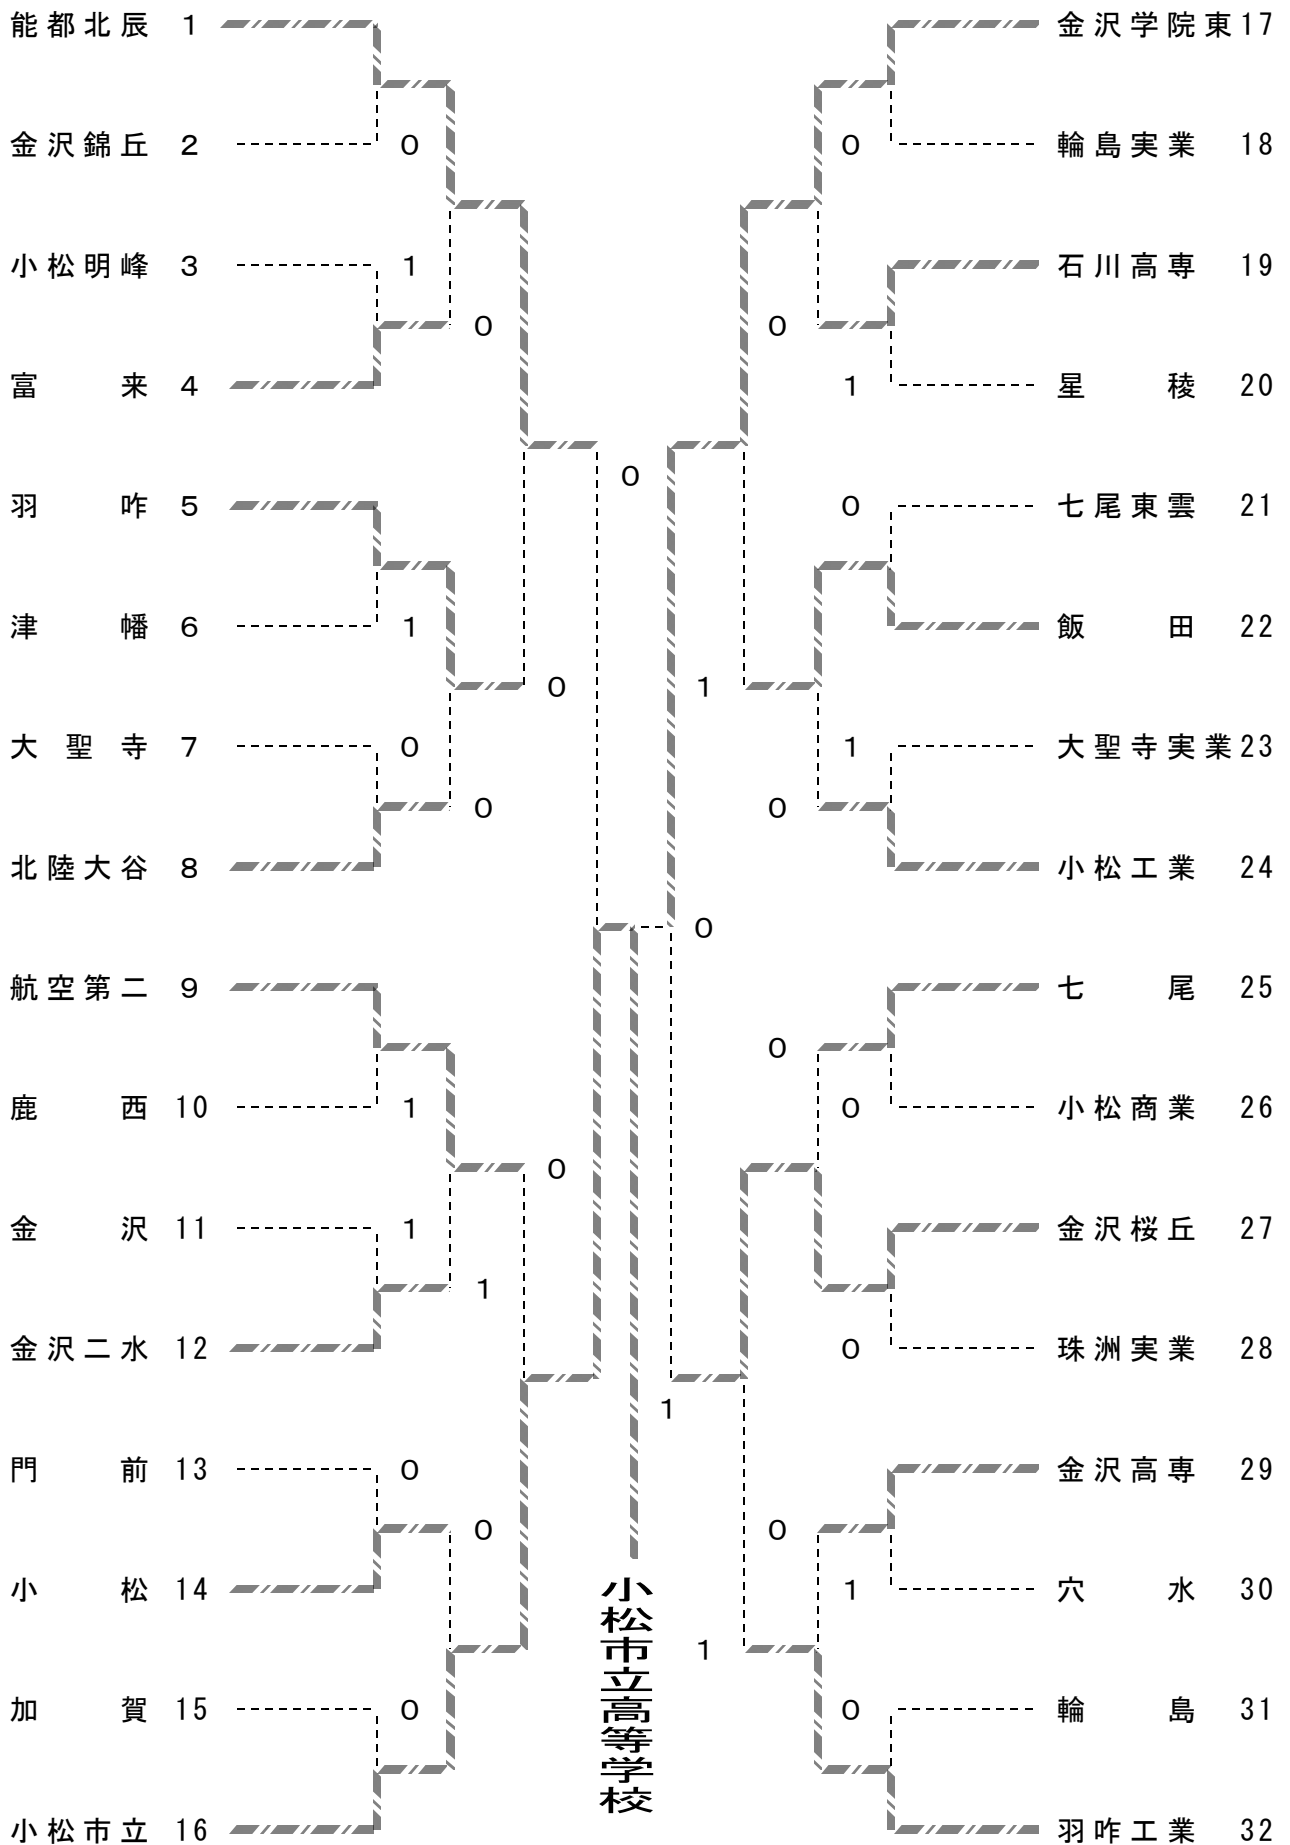 能都北辰 1
金沢錦丘 2
0
小松明峰 3
1
0
富来 4
羽咋 5
津幡 6
1
0
大聖寺 7
0
0
北陸大谷 8
0
航空第二 9
鹿西 10
1
0
金沢 11
1
1
金沢二水 12
門前 13
0
0
小松 14
加賀 15
0
小松市立 16
小松市立高等学校
金沢学院東 17
0
輪島実業 18
石川高専 19
0
1
星稜 20
0
七尾東雲 21
飯田 22
1
1
大聖寺実業 23
0
小松工業 24
0
七尾 25
0
0
小松商業 26
金沢桜丘 27
0
珠洲実業 28
1
金沢高専 29
0
1
穴水 30
1
0
輪島 31
羽咋工業 32